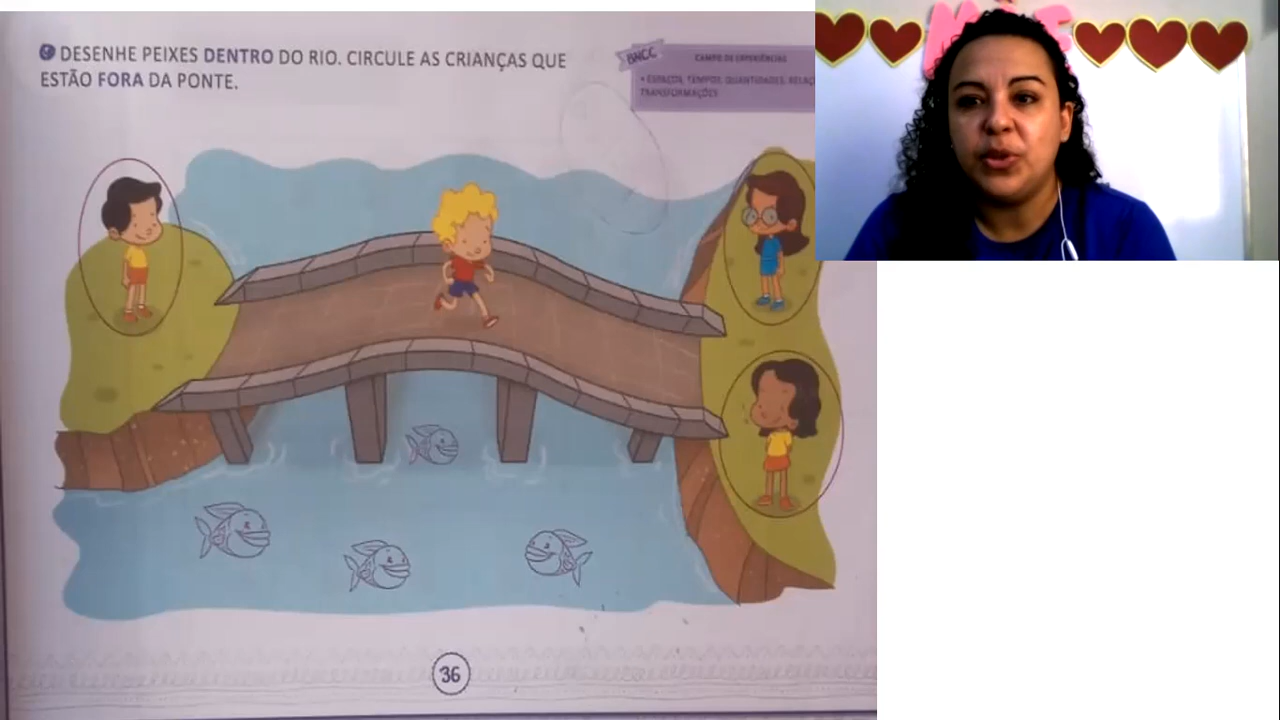 DESENHE PEIXES DENTRO DO RIO. CIRCULE AS CRIANÇAS QUE
ESTÃO FORA DA PONTE.
BNCC
CAMPO DE EXPERIÊNCIAS
• ESPAÇOS, TEMPOS, QUANTIDADES, RELAÇ
TRANSFORMAÇÕES
36